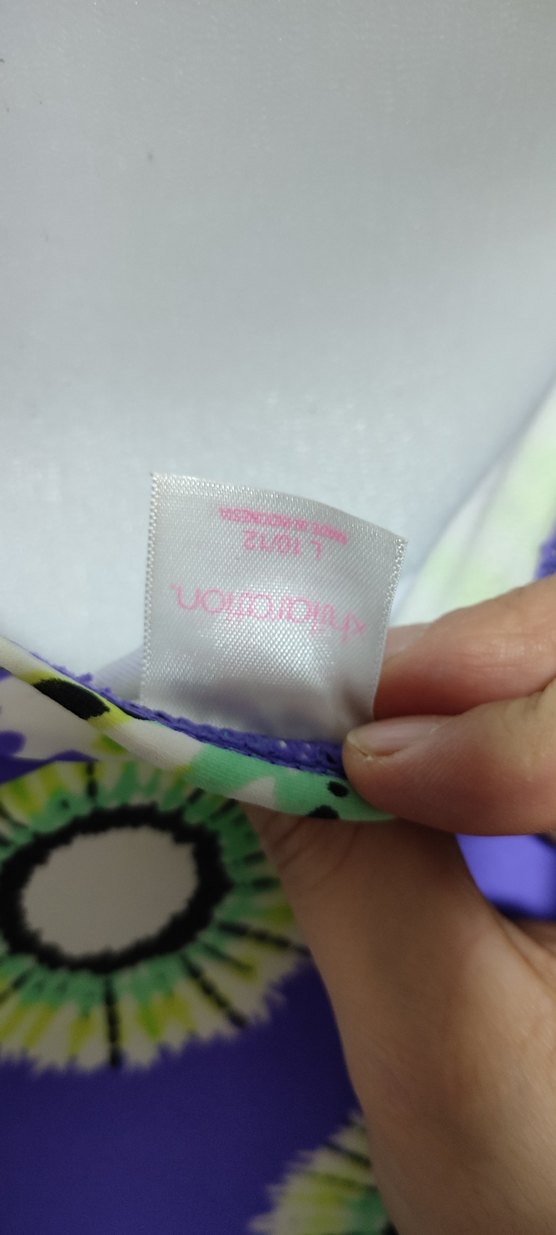 xhilaration.
L 10/12
MADE IN INDONESIA